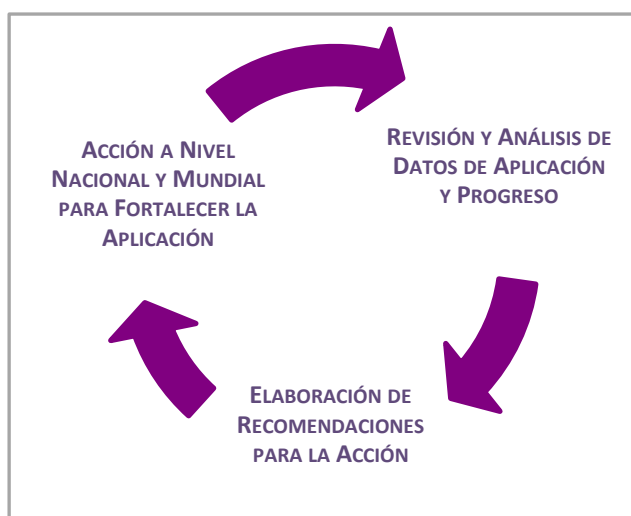 ACCIÓN A NIVEL
NACIONAL Y MUNDIAL
PARA FORTALECER LA
APLICACIÓN
REVISIÓN Y ANÁLISIS DE
DATOS DE APLICACIÓN
Y PROGRESO
ELABORACIÓN DE
RECOMENDACIONES
PARA LA ACCIÓN